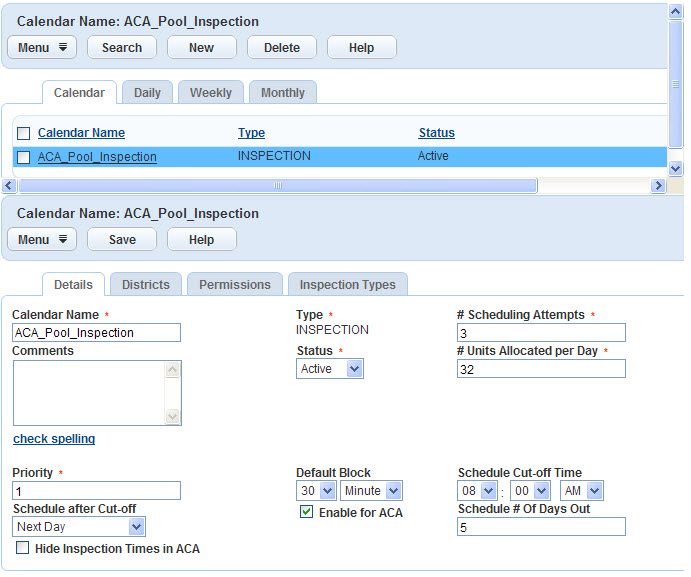 Calendar Name: ACA_Pool_Inspection
Menu Search New Delete Help
Calendar Daily Weekly Monthly
Calendar Name Type Status
ACA_Pool_Inspection INSPECTION Active
Calendar Name: ACA_Pool_Inspection
Menu Save Help
Details Districts Permissions Inspection Types
Calendar Name * Type * # Scheduling Attempts *
ACA_Pool_Inspection INSPECTION 3
Comments Status * # Units Allocated per Day *
Active 32
check spelling
Priority * Default Block Schedule Cut-off Time
1 30 Minute 08 : 00 AM
Schedule after Cut-off Enable for ACA Schedule # Of Days Out
Next Day 5
Hide Inspection Times in ACA